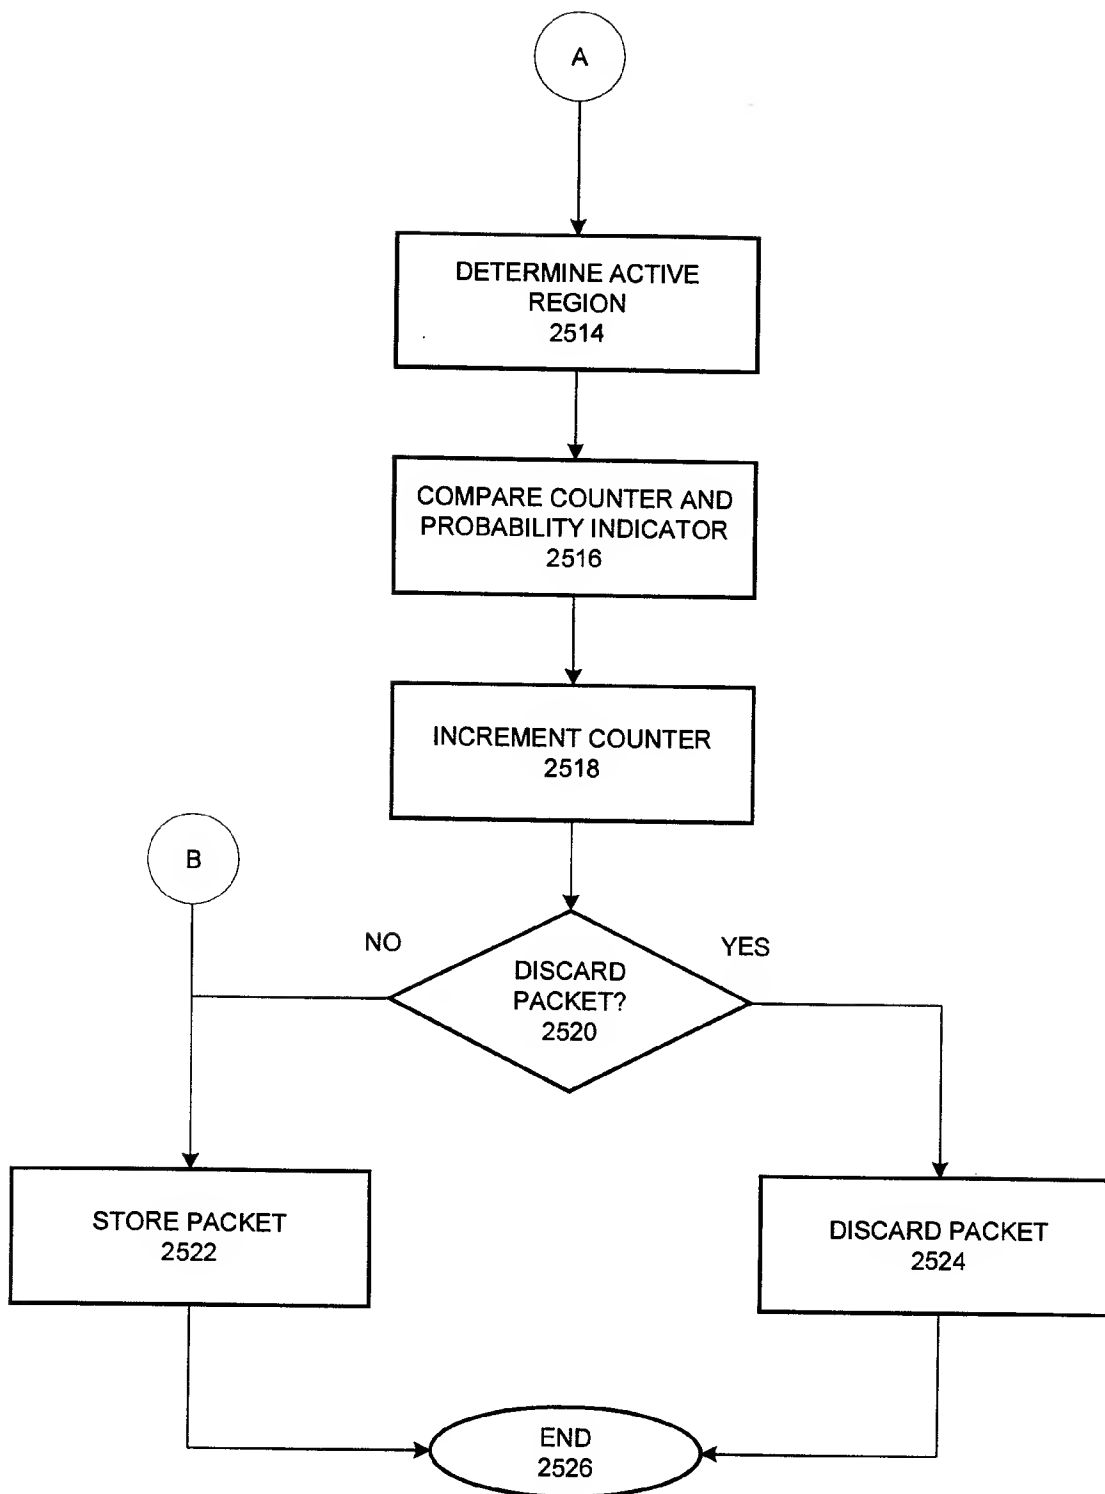 A
DETERMINE ACTIVE
REGION
2514
COMPARE COUNTER AND
PROBABILITY INDICATOR
2516
INCREMENT COUNTER
2518
B
NO
YES
DISCARD
PACKET?
2520
STORE PACKET
2522
DISCARD PACKET
2524
END
2526